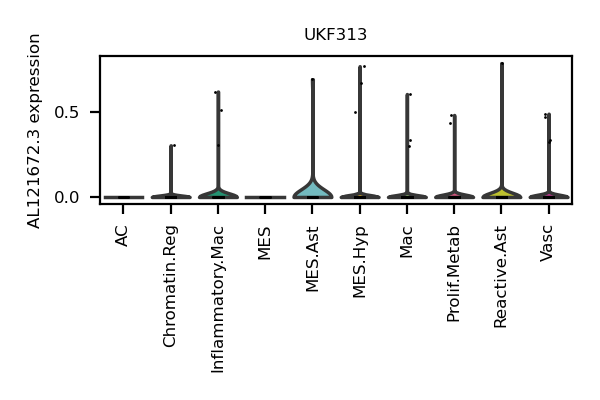 UKF313
AL121672.3 expression
0.5
0.0
AC
Chromatin.Reg
Inflammatory.Mac
MES
MES.Ast
MES.Hyp
Mac
Prolif.Metab
Reactive.Ast
Vasc